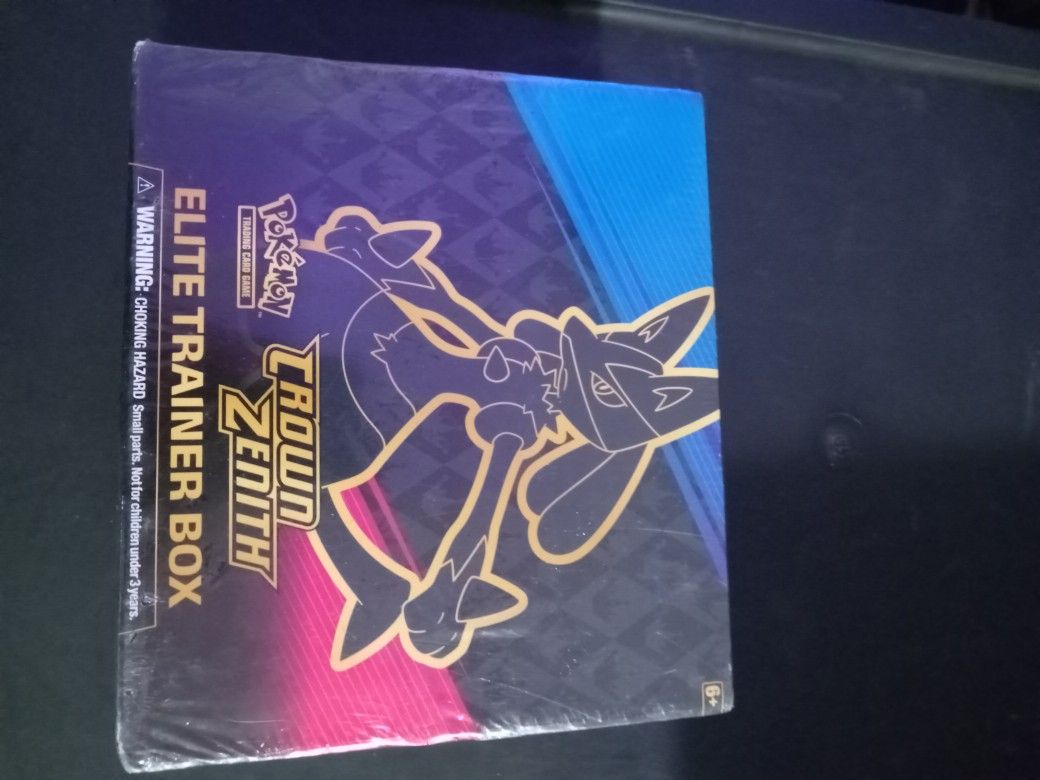 6+
Pokémon
TRADING CARD GAME
CROWN
ZENITH
ELITE TRAINER BOX
WARNING: CHOKING HAZARD Small parts. Not for children under 3 years.